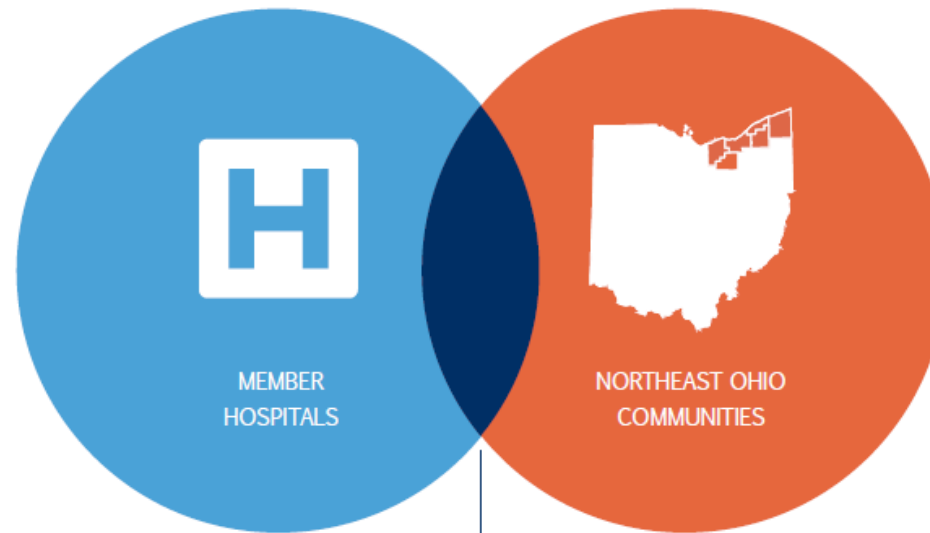 H
MEMBER
HOSPITALS
NORTHEAST OHIO
COMMUNITIES